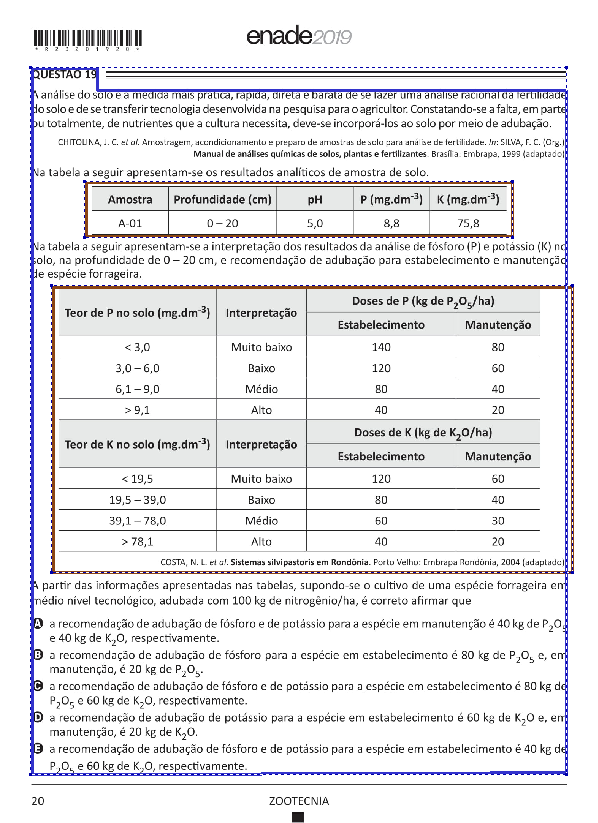 *R2020192 0*
enade2019
QUESTÃO 19
A análise do solo é a medida mais prática, rápida, direta e barata de se fazer uma análise racional da fertilidade
do solo e de se transferir tecnologia desenvolvida na pesquisa para o agricultor. Constatando-se a falta, em parte
ou totalmente, de nutrientes que a cultura necessita, deve-se incorporá-los ao solo por meio de adubação.
CHITOLINA, J. C. et al. Amostragem, acondicionamento e preparo de amostras de solo para análise de fertilidade. In: SILVA, F. C. (Org.)
Manual de análises químicas de solos, plantas e fertilizantes. Brasília. Embrapa, 1999 (adaptado)
Na tabela a seguir apresentam-se os resultados analíticos de amostra de solo.
Amostra Profundidade (cm) pH P (mg.dm⁻³) K (mg.dm⁻³)
A-01 0 – 20 5,0 8,8 75,8
Na tabela a seguir apresentam-se a interpretação dos resultados da análise de fósforo (P) e potássio (K) no
solo, na profundidade de 0 – 20 cm, e recomendação de adubação para estabelecimento e manutenção
de espécie forrageira.
Teor de P no solo (mg.dm⁻³) Interpretação Doses de P (kg de P₂O₅/ha)
Estabelecimento Manutenção
< 3,0 Muito baixo 140 80
3,0 – 6,0 Baixo 120 60
6,1 – 9,0 Médio 80 40
> 9,1 Alto 40 20
Teor de K no solo (mg.dm⁻³) Interpretação Doses de K (kg de K₂O/ha)
Estabelecimento Manutenção
< 19,5 Muito baixo 120 60
19,5 – 39,0 Baixo 80 40
39,1 – 78,0 Médio 60 30
> 78,1 Alto 40 20
COSTA, N. L. et al. Sistemas silvipastoris em Rondônia. Porto Velho: Embrapa Rondônia, 2004 (adaptado)
A partir das informações apresentadas nas tabelas, supondo-se o cultivo de uma espécie forrageira em
médio nível tecnológico, adubada com 100 kg de nitrogênio/ha, é correto afirmar que
A a recomendação de adubação de fósforo e de potássio para a espécie em manutenção é 40 kg de P₂O₅
e 40 kg de K₂O, respectivamente.
B a recomendação de adubação de fósforo para a espécie em estabelecimento é 80 kg de P₂O₅ e, em
manutenção, é 20 kg de P₂O₅.
C a recomendação de adubação de fósforo e de potássio para a espécie em estabelecimento é 80 kg de
P₂O₅ e 60 kg de K₂O, respectivamente.
D a recomendação de adubação de potássio para a espécie em estabelecimento é 60 kg de K₂O e, em
manutenção, é 20 kg de K₂O.
E a recomendação de adubação de fósforo e de potássio para a espécie em estabelecimento é 40 kg de
P₂O₅ e 60 kg de K₂O, respectivamente.
20
ZOOTECNIA